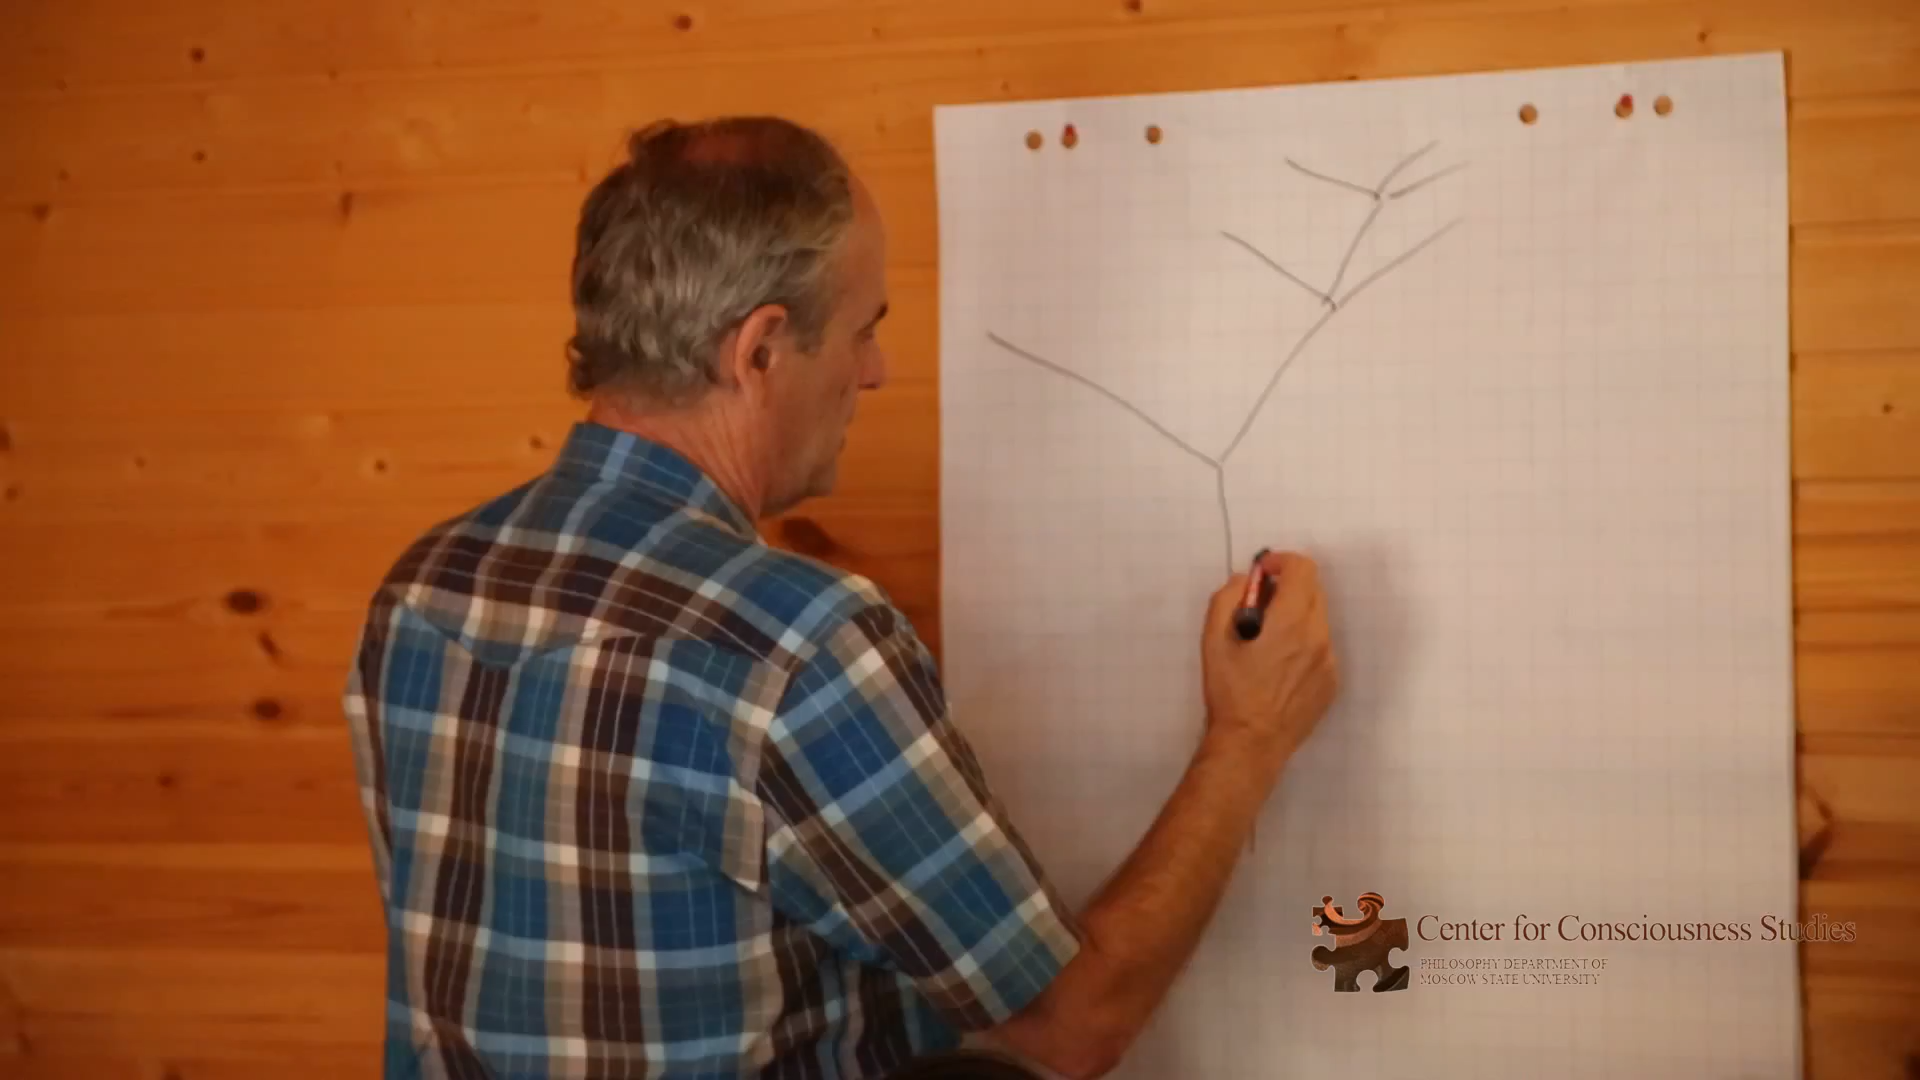 Center for Consciousness Studies
PHILOSOPHY DEPARTMENT OF
MOSCOW STATE UNIVERSITY